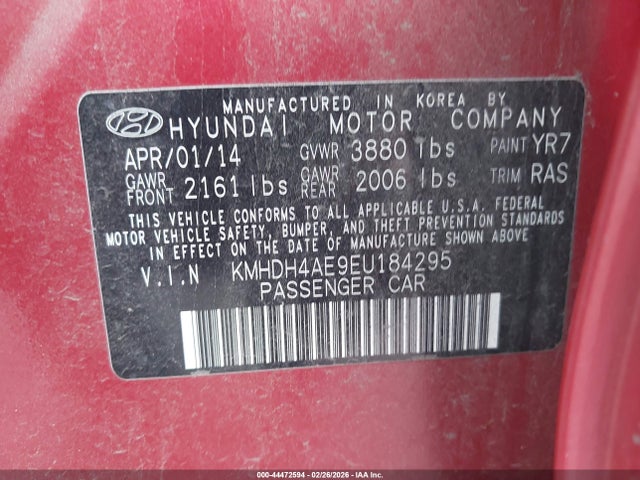 MANUFACTURED IN KOREA BY
HYUNDAI MOTOR COMPANY
APR/01/14 GVWR 3880 lbs PAINT YR7
GAWR FRONT 2161 lbs GAWR REAR 2006 lbs TRIM RAS
THIS VEHICLE CONFORMS TO ALL APPLICABLE U.S.A. FEDERAL
MOTOR VEHICLE SAFETY, BUMPER, AND THEFT PREVENTION STANDARDS
IN EFFECT ON THE DATE OF MANUFACTURE SHOWN ABOVE.
V.I.N KMHDH4AE9EU184295
PASSENGER CAR
000-44472594 - 02/26/2026 - IAA, Inc.